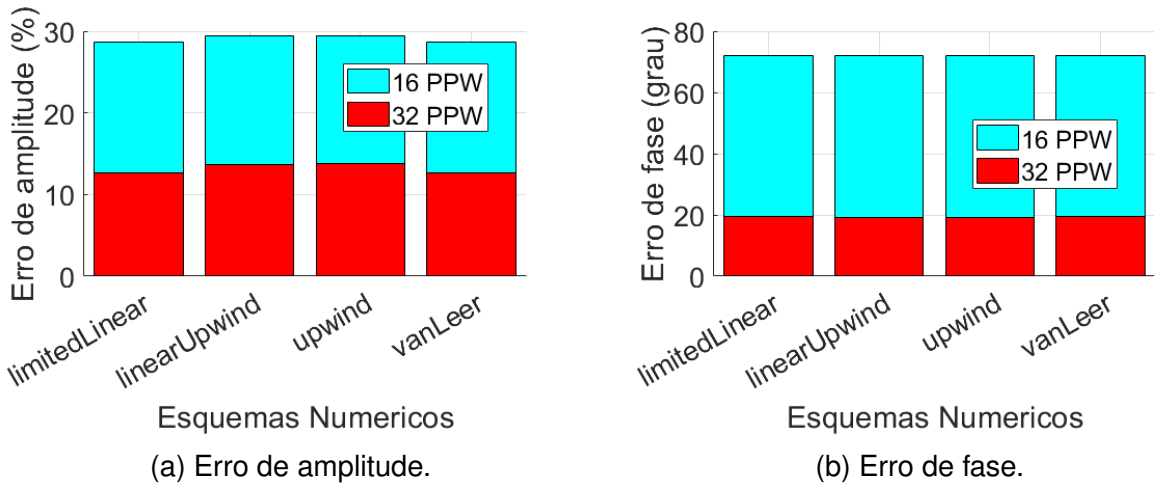 Erro de amplitude (%)
30
20
10
0
16 PPW
32 PPW
limitedLinear
linearUpwind
upwind
vanLeer
Esquemas Numericos
(a) Erro de amplitude.
Erro de fase (grau)
80
60
40
20
0
16 PPW
32 PPW
limitedLinear
linearUpwind
upwind
vanLeer
Esquemas Numericos
(b) Erro de fase.